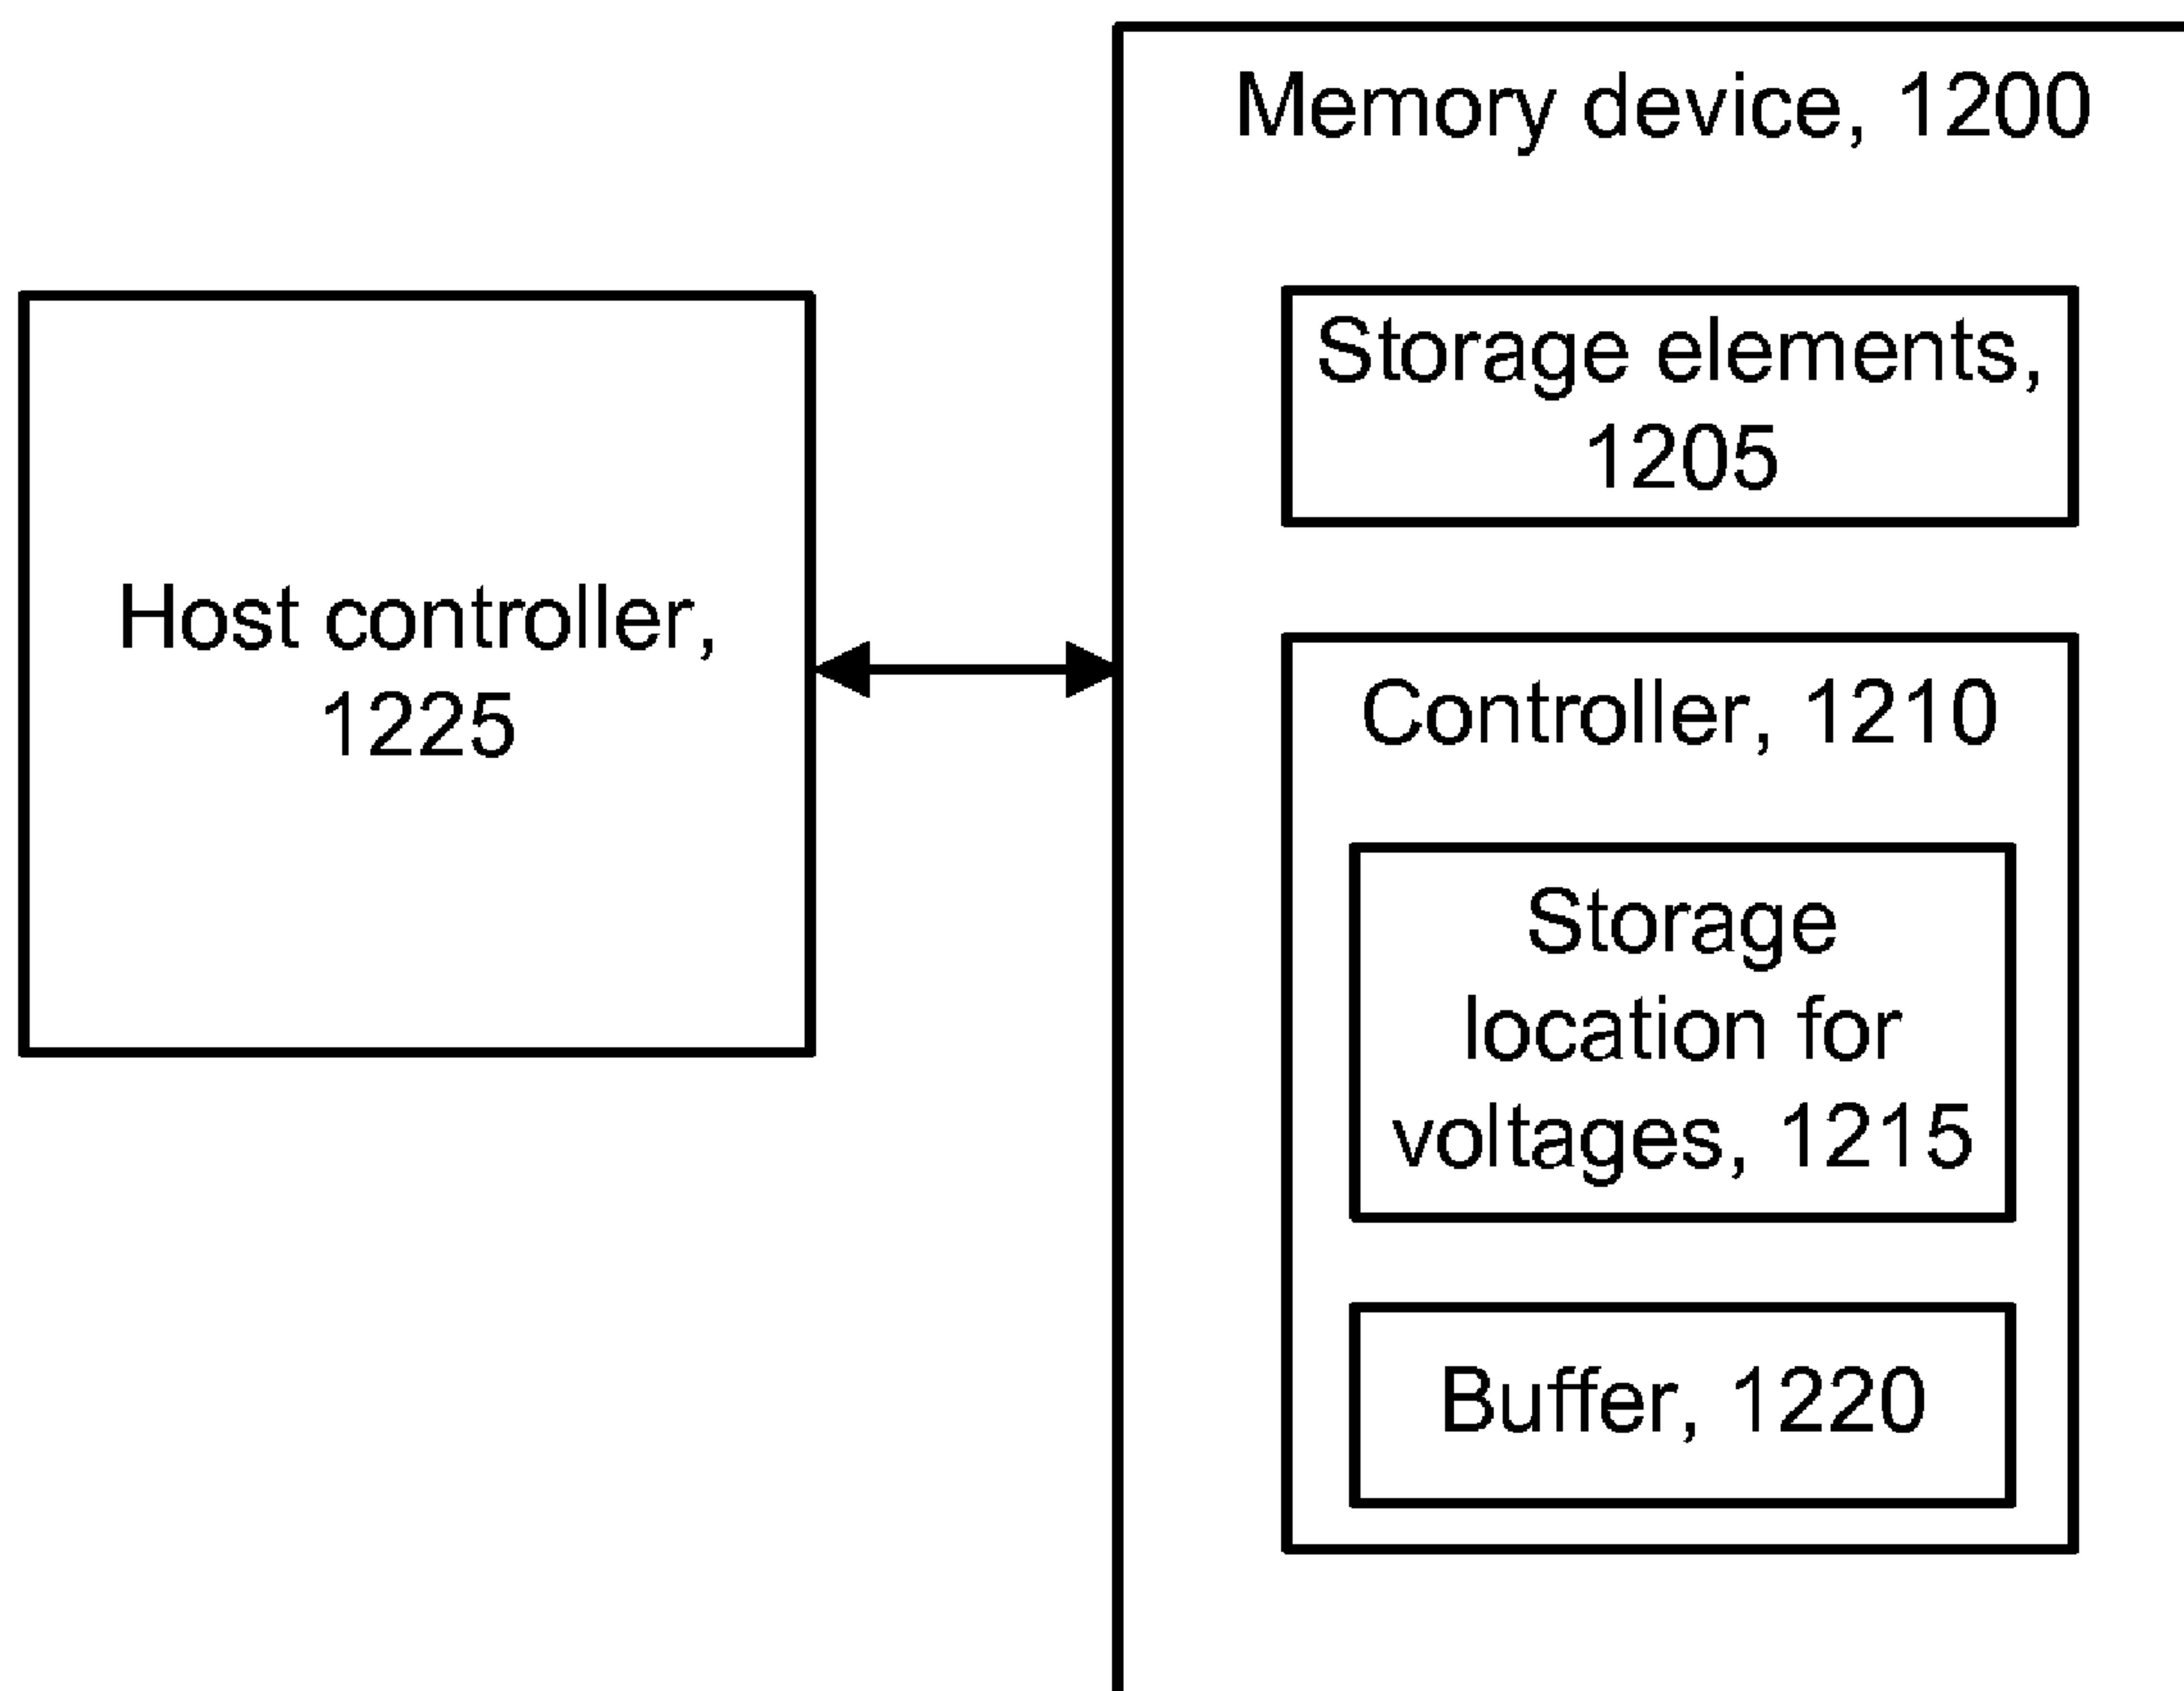 Memory device, 1200
Host controller,
1225
Storage elements,
1205
Controller, 1210
Storage
location for
voltages, 1215
Buffer, 1220